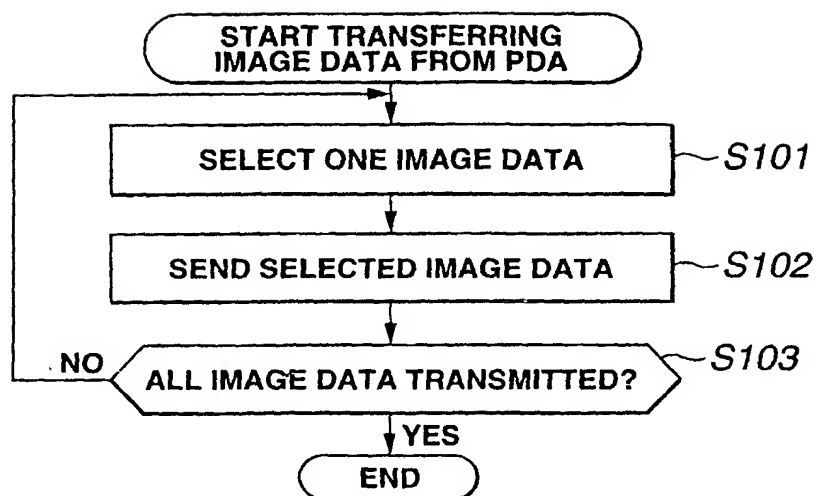 START TRANSFERRING
IMAGE DATA FROM PDA
SELECT ONE IMAGE DATA
S101
SEND SELECTED IMAGE DATA
S102
ALL IMAGE DATA TRANSMITTED?
S103
NO
YES
END